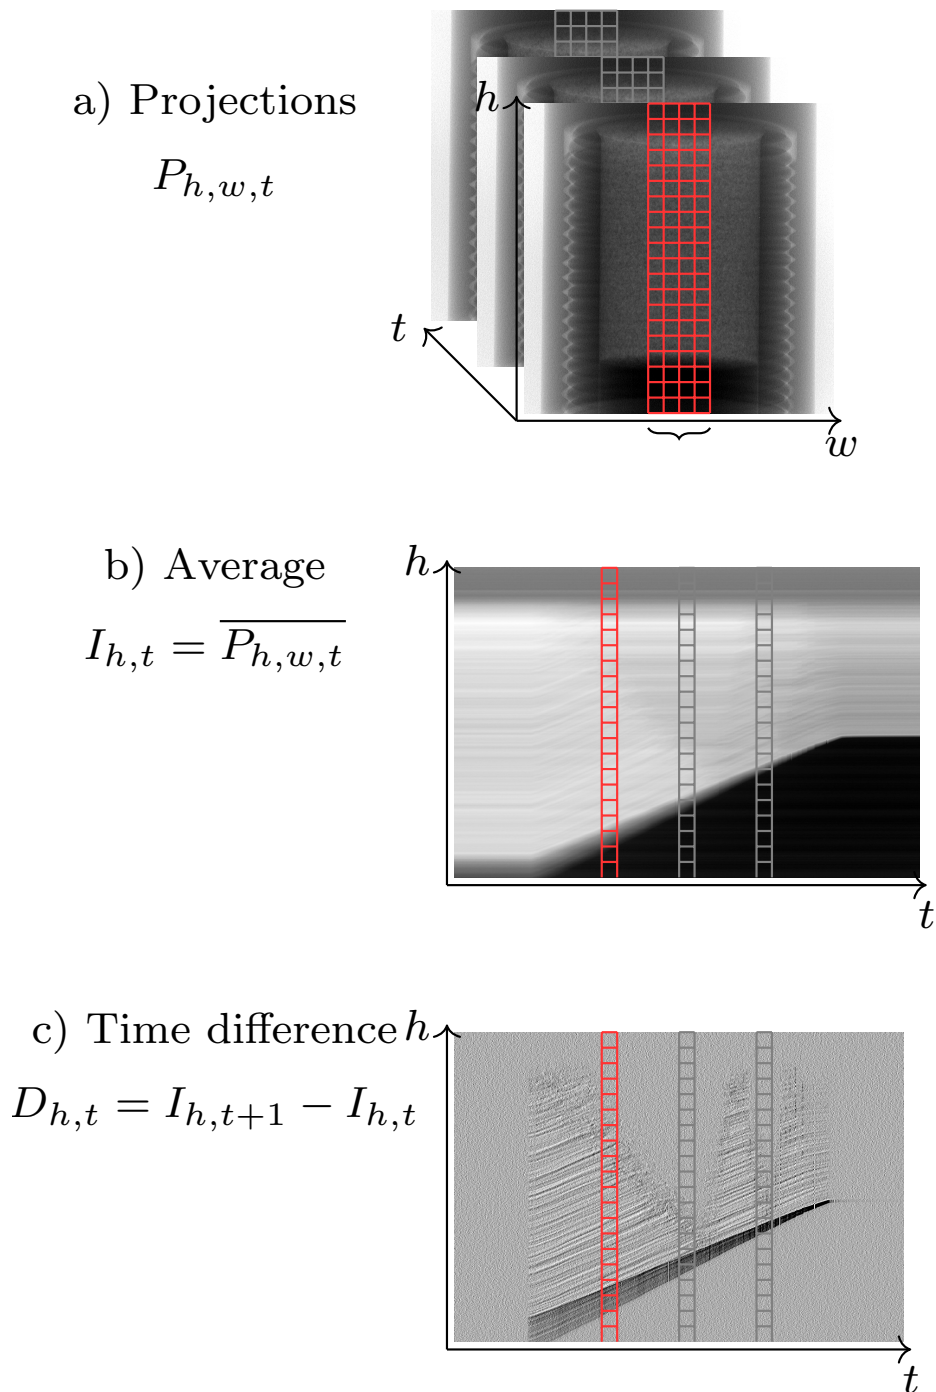 a) Projections
P_{h,w,t}
h
t
w
b) Average
I_{h,t} = \overline{P_{h,w,t}}
h
t
c) Time difference
D_{h,t} = I_{h,t+1} − I_{h,t}
h
t